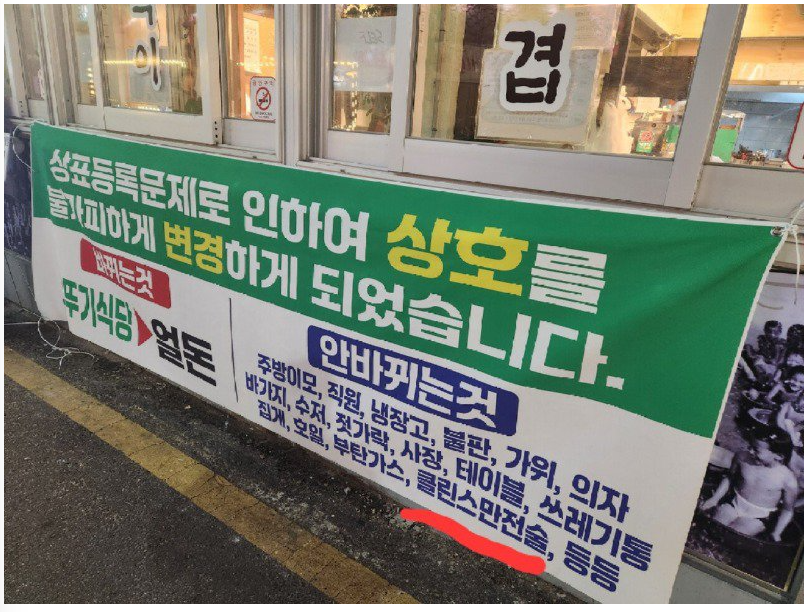 겹
상표등록문제로 인하여 상호를
불가피하게 변경하게 되었습니다.
바뀌는것
뚜기식당 얼돈
안바뀌는것
주방이모, 직원, 냉장고, 불판, 가위, 의자
바가지, 수저, 젓가락, 사장, 테이블, 쓰레기통
집게, 호일, 부탄가스, 클린스만전술, 등등